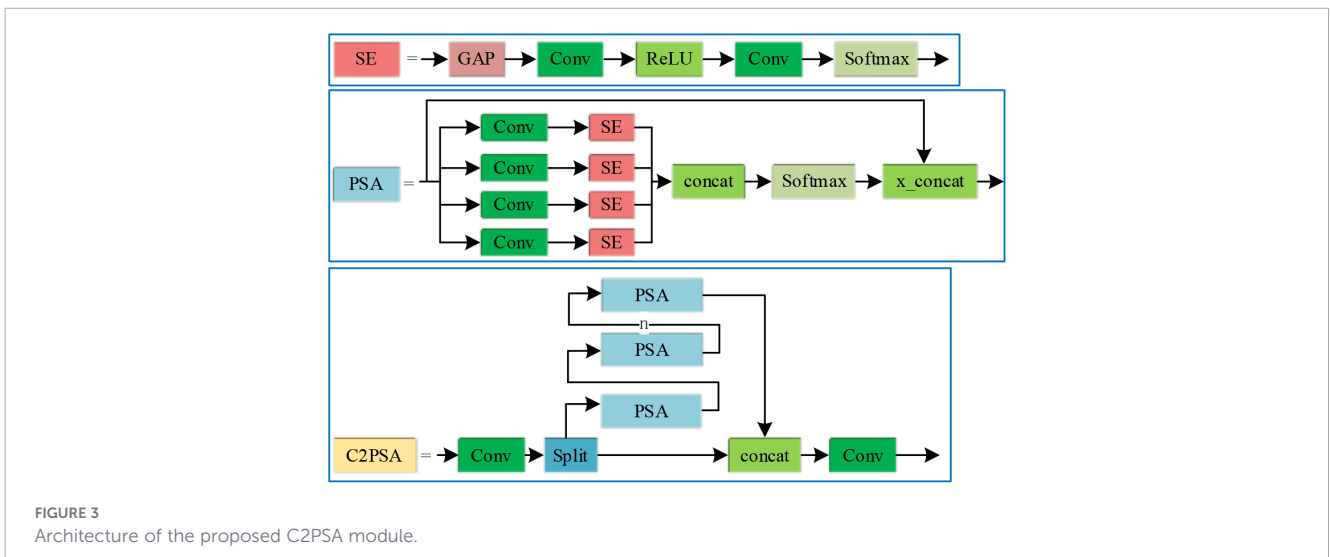 SE = GAP Conv ReLU Conv Softmax
Conv SE
Conv SE
PSA = concat Softmax x_concat
Conv SE
Conv SE
PSA
n
PSA
PSA
C2PSA = Conv Split concat Conv
FIGURE 3
Architecture of the proposed C2PSA module.